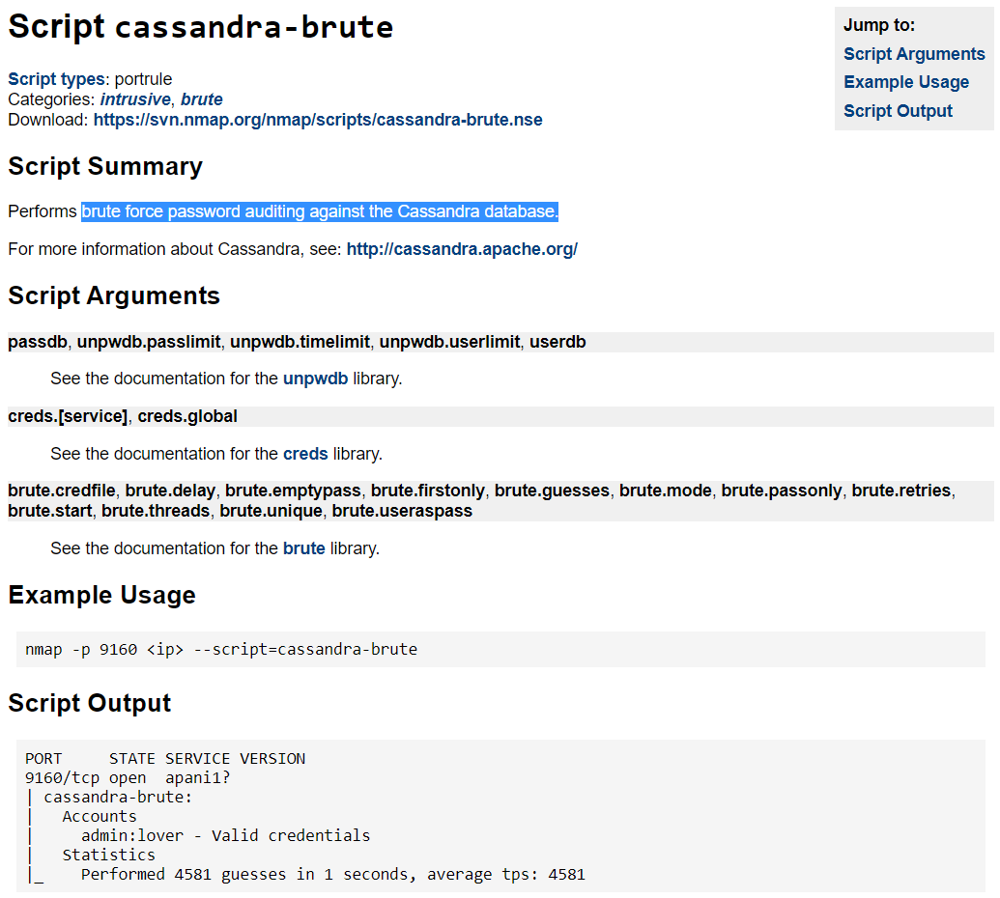 Script cassandra-brute
Jump to:
Script Arguments
Example Usage
Script Output
Script types: portrule
Categories: intrusive, brute
Download: https://svn.nmap.org/nmap/scripts/cassandra-brute.nse
Script Summary
Performs brute force password auditing against the Cassandra database.
For more information about Cassandra, see: http://cassandra.apache.org/
Script Arguments
passdb, unpwdb.passlimit, unpwdb.timelimit, unpwdb.userlimit, userdb
See the documentation for the unpwdb library.
creds.[service], creds.global
See the documentation for the creds library.
brute.credfile, brute.delay, brute.emptypass, brute.firstonly, brute.guesses, brute.mode, brute.passonly, brute.retries,
brute.start, brute.threads, brute.unique, brute.useraspass
See the documentation for the brute library.
Example Usage
nmap -p 9160 <ip> --script=cassandra-brute
Script Output
PORT     STATE SERVICE VERSION
9160/tcp open  apani1?
| cassandra-brute:
|   Accounts
|     admin:lover - Valid credentials
|   Statistics
|_    Performed 4581 guesses in 1 seconds, average tps: 4581